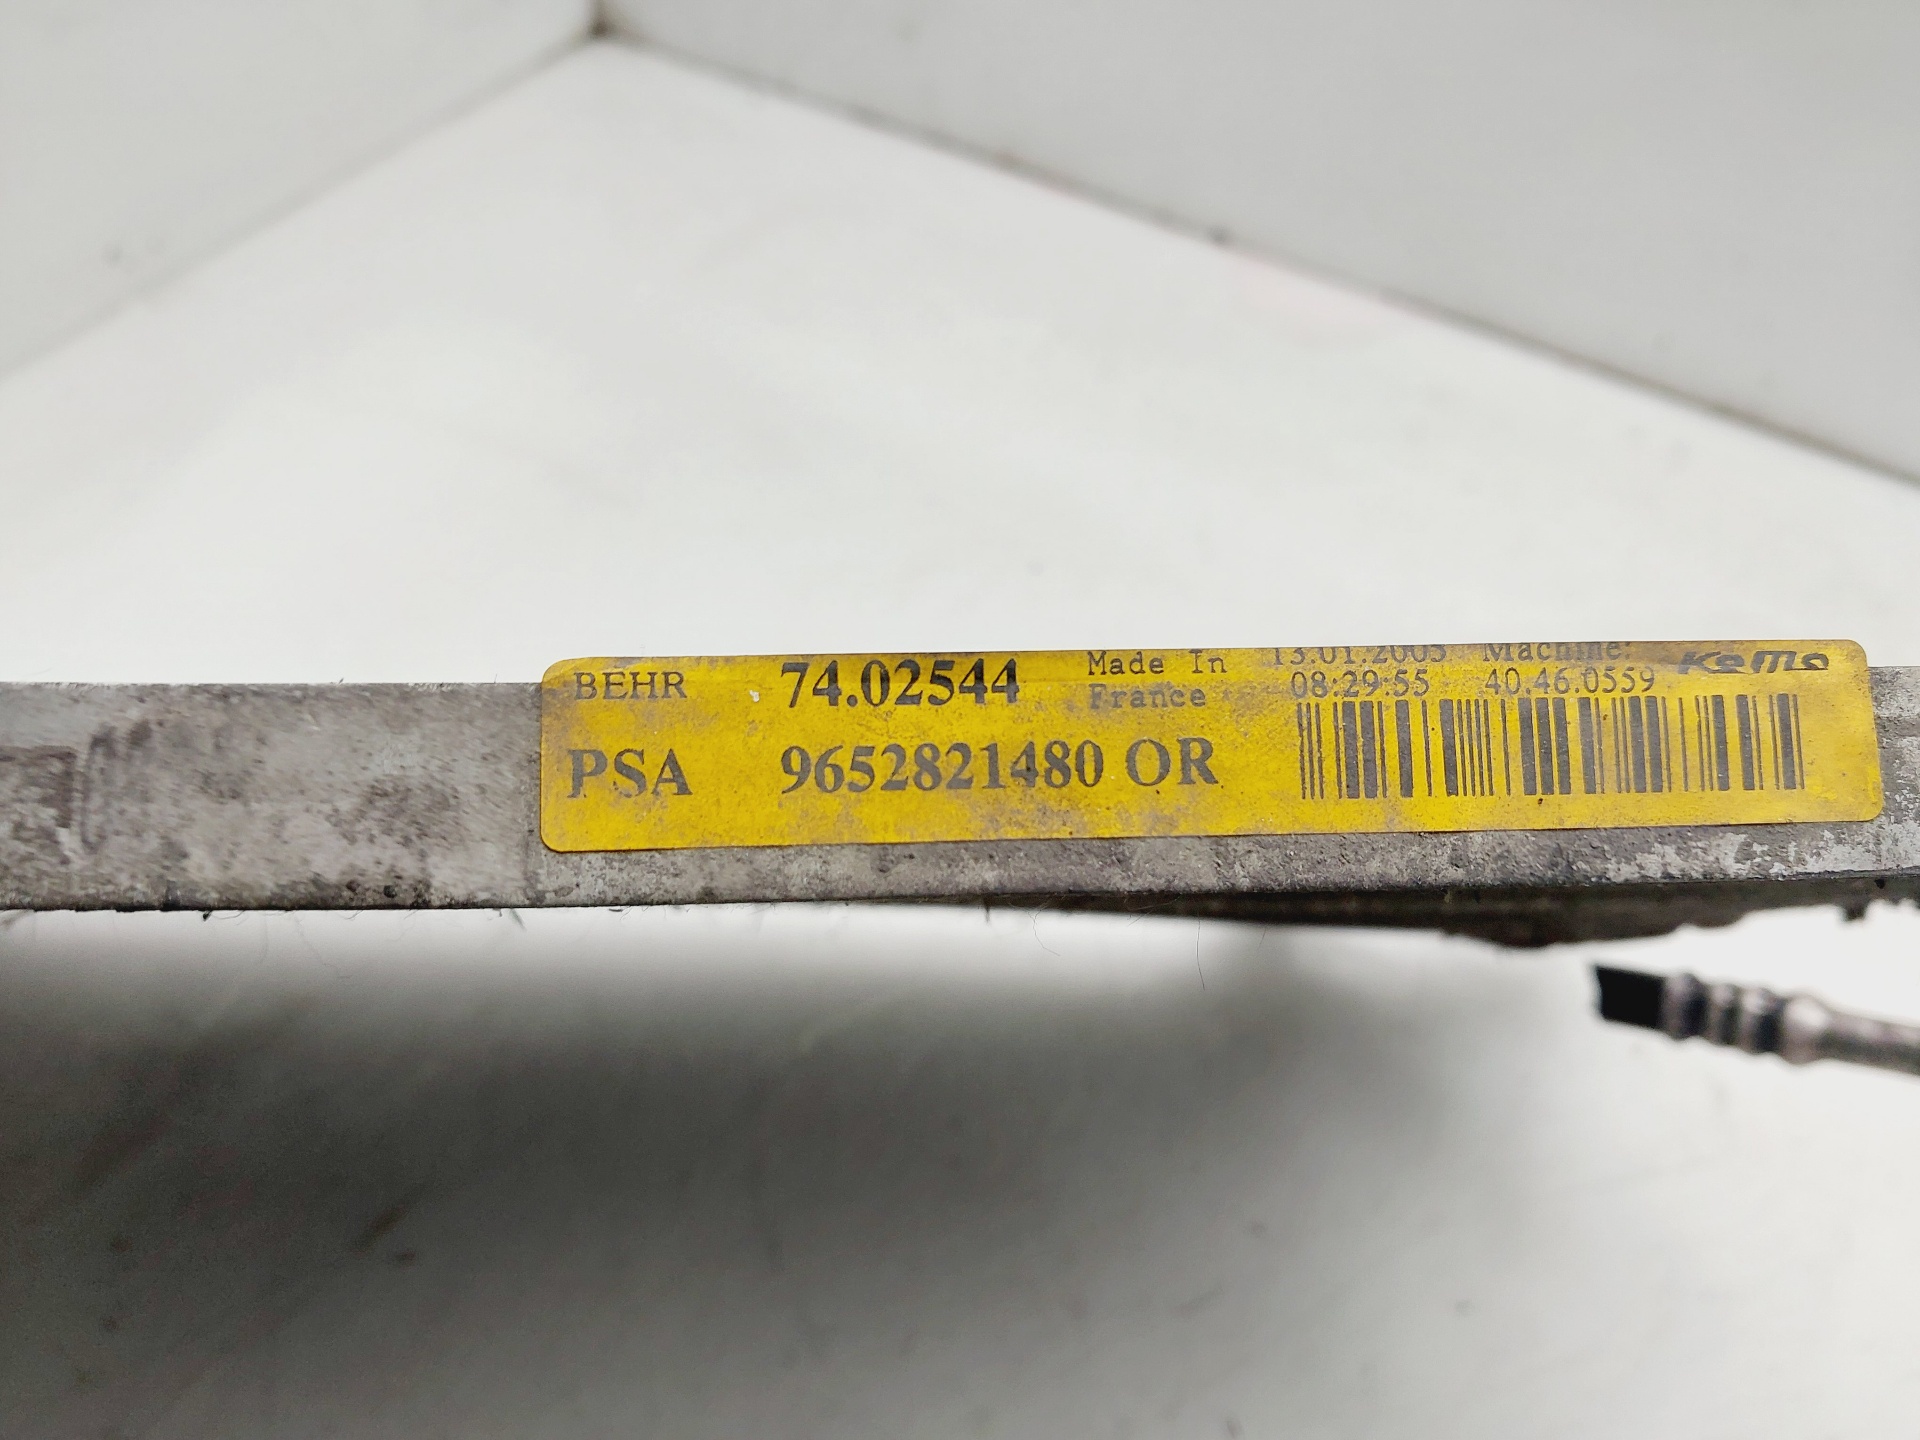 BEHR 74.02544 Made In 13.01.2005 Machine: Kemo
France 08:29:55 40.46.0559
PSA 9652821480 OR